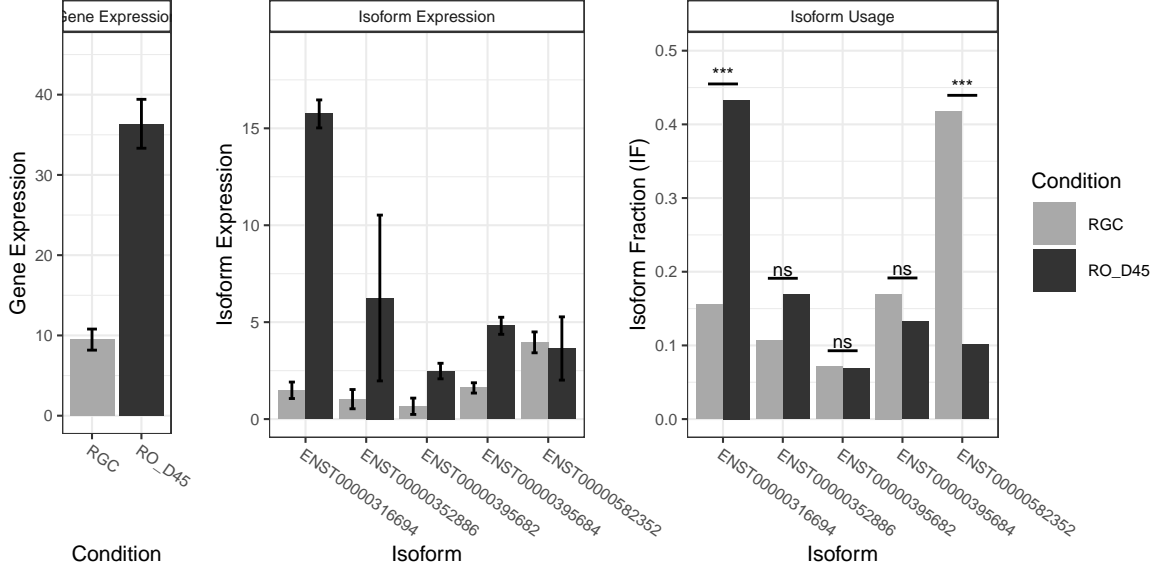 Gene Expression
Isoform Expression
Isoform Usage
Gene Expression
40
30
20
10
0
RGC
RO_D45
Condition
Isoform Expression
15
10
5
0
ENST00000316694
ENST00000352886
ENST00000395682
ENST00000395684
ENST00000582352
Isoform
Isoform Fraction (IF)
0.5
0.4
0.3
0.2
0.1
0.0
***
ns
ns
ns
***
ENST00000316694
ENST00000352886
ENST00000395682
ENST00000395684
ENST00000582352
Isoform
Condition
RGC
RO_D45